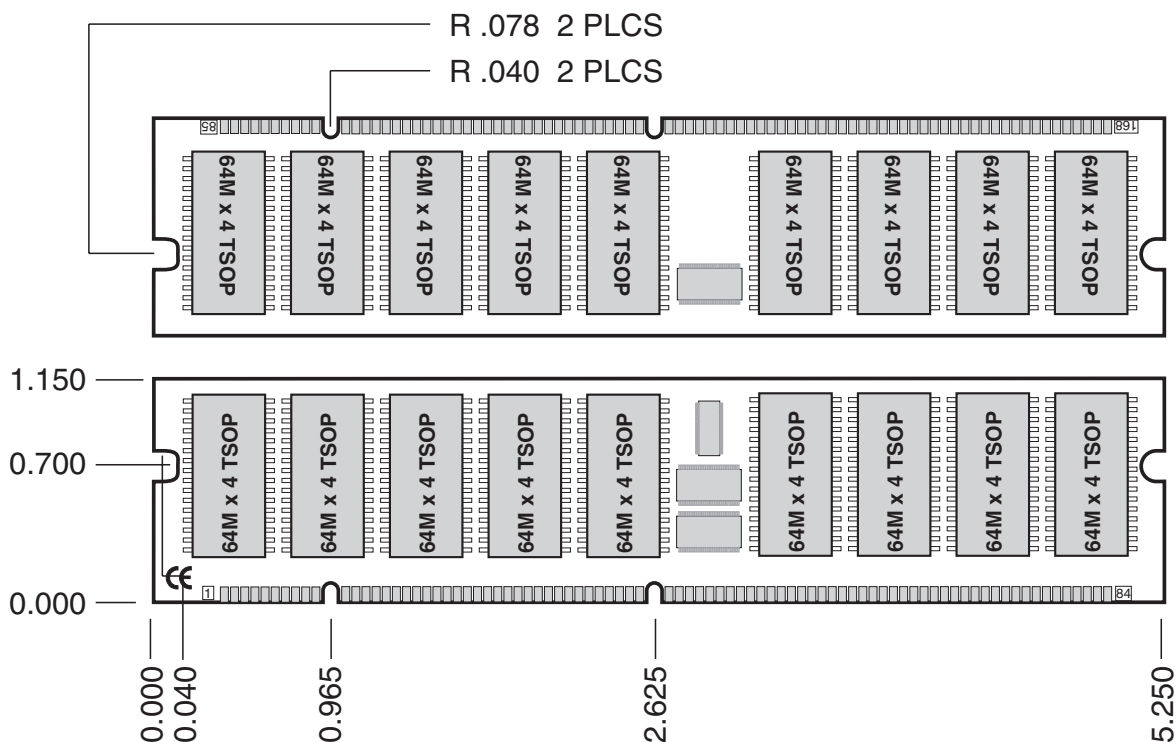 R .078 2 PLCS
R .040 2 PLCS
85
168
64M x 4 TSOP
64M x 4 TSOP
64M x 4 TSOP
64M x 4 TSOP
64M x 4 TSOP
64M x 4 TSOP
64M x 4 TSOP
64M x 4 TSOP
64M x 4 TSOP
1.150
0.700
0.000
64M x 4 TSOP
64M x 4 TSOP
64M x 4 TSOP
64M x 4 TSOP
64M x 4 TSOP
64M x 4 TSOP
64M x 4 TSOP
64M x 4 TSOP
64M x 4 TSOP
CE
1
84
0.000
0.040
0.965
2.625
5.250